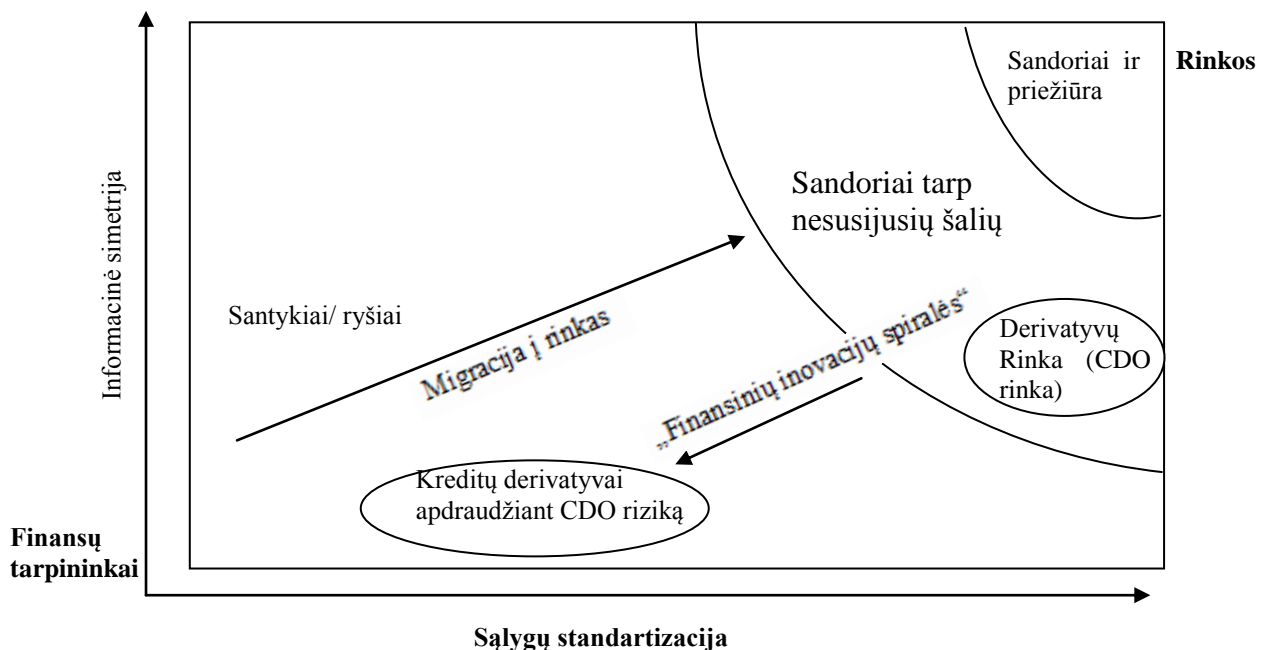 Sandoriai ir
priežiūra
Rinkos
Informacinė simetrija
Sandoriai tarp
nesusijusių šalių
Santykiai/ ryšiai
Migracija į rinkas
„Finansinių inovacijų spiralės“
Derivatyvų
Rinka (CDO
rinka)
Kreditų derivatyvai
apdraudžiant CDO riziką
Finansų
tarpininkai
Sąlygų standartizacija